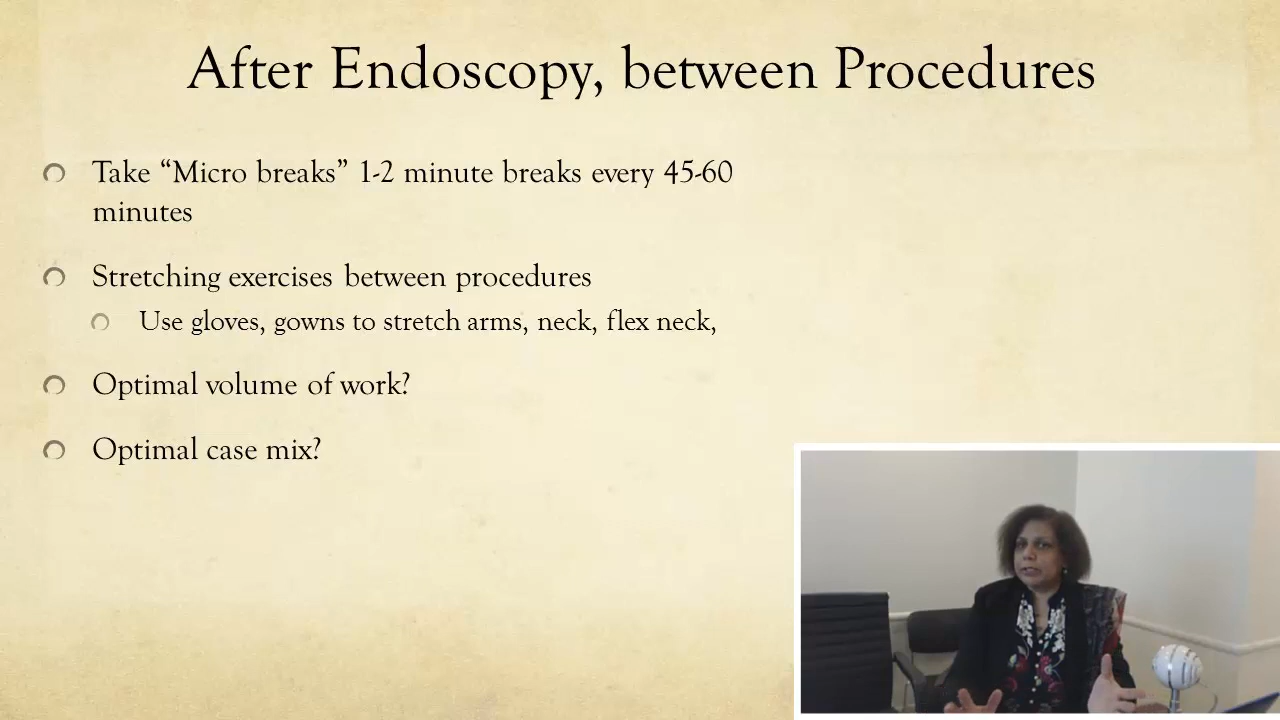 After Endoscopy, between Procedures
Take “Micro breaks” 1-2 minute breaks every 45-60
minutes
Stretching exercises between procedures
Use gloves, gowns to stretch arms, neck, flex neck,
Optimal volume of work?
Optimal case mix?